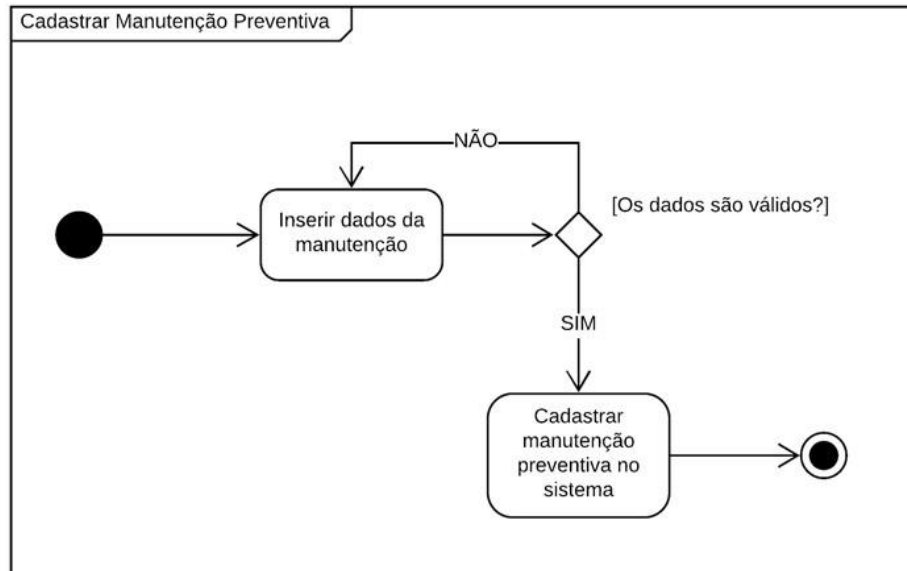 Cadastrar Manutenção Preventiva
NÃO
[Os dados são válidos?]
Inserir dados da
manutenção
SIM
Cadastrar
manutenção
preventiva no
sistema